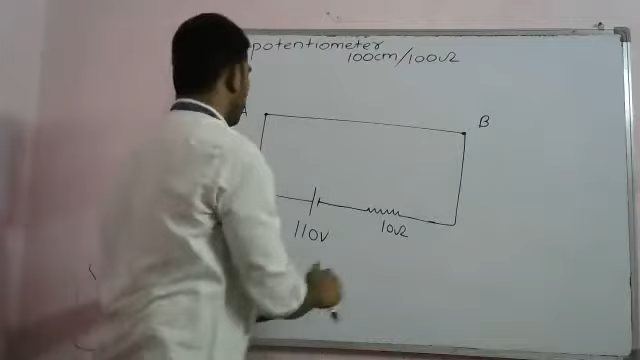 potentiometer
100cm/100Ω
A
B
110V
10Ω